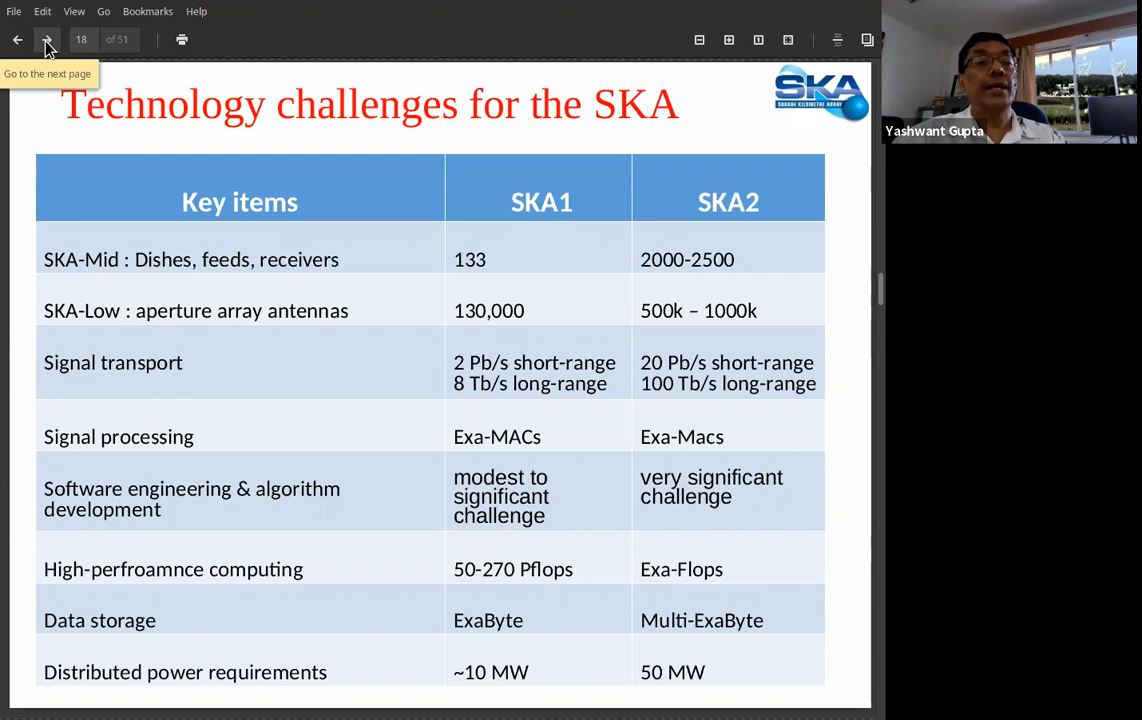 File Edit View Go Bookmarks Help
18 of 51
Go to the next page
Technology challenges for the SKA
SKA
SQUARE KILOMETRE ARRAY
Yashwant Gupta
Key items SKA1 SKA2
SKA-Mid : Dishes, feeds, receivers 133 2000-2500
SKA-Low : aperture array antennas 130,000 500k – 1000k
Signal transport 2 Pb/s short-range 20 Pb/s short-range
8 Tb/s long-range 100 Tb/s long-range
Signal processing Exa-MACs Exa-Macs
Software engineering & algorithm
development
modest to
significant
challenge
very significant
challenge
High-perfroamnce computing 50-270 Pflops Exa-Flops
Data storage ExaByte Multi-ExaByte
Distributed power requirements ~10 MW 50 MW